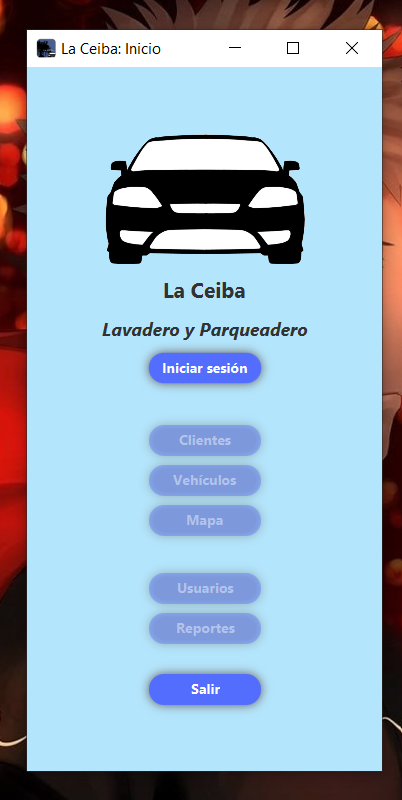 La Ceiba: Inicio
La Ceiba
Lavadero y Parqueadero
Iniciar sesión
Clientes
Vehículos
Mapa
Usuarios
Reportes
Salir